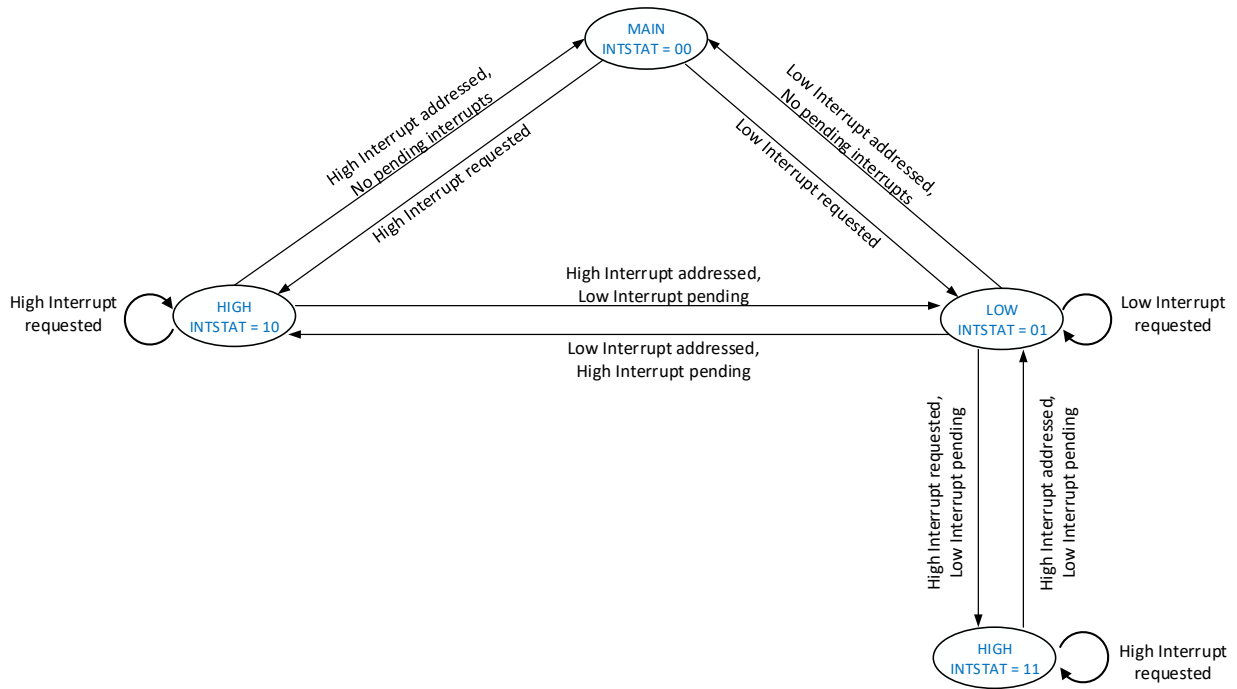 MAIN
INTSTAT = 00
High Interrupt addressed,
No pending interrupts
High Interrupt requested
Low Interrupt addressed,
No pending interrupts
Low Interrupt requested
High Interrupt
requested
HIGH
INTSTAT = 10
High Interrupt addressed,
Low Interrupt pending
Low Interrupt addressed,
High Interrupt pending
LOW
INTSTAT = 01
Low Interrupt
requested
High Interrupt requested,
Low Interrupt pending
High Interrupt addressed,
Low Interrupt pending
HIGH
INTSTAT = 11
High Interrupt
requested